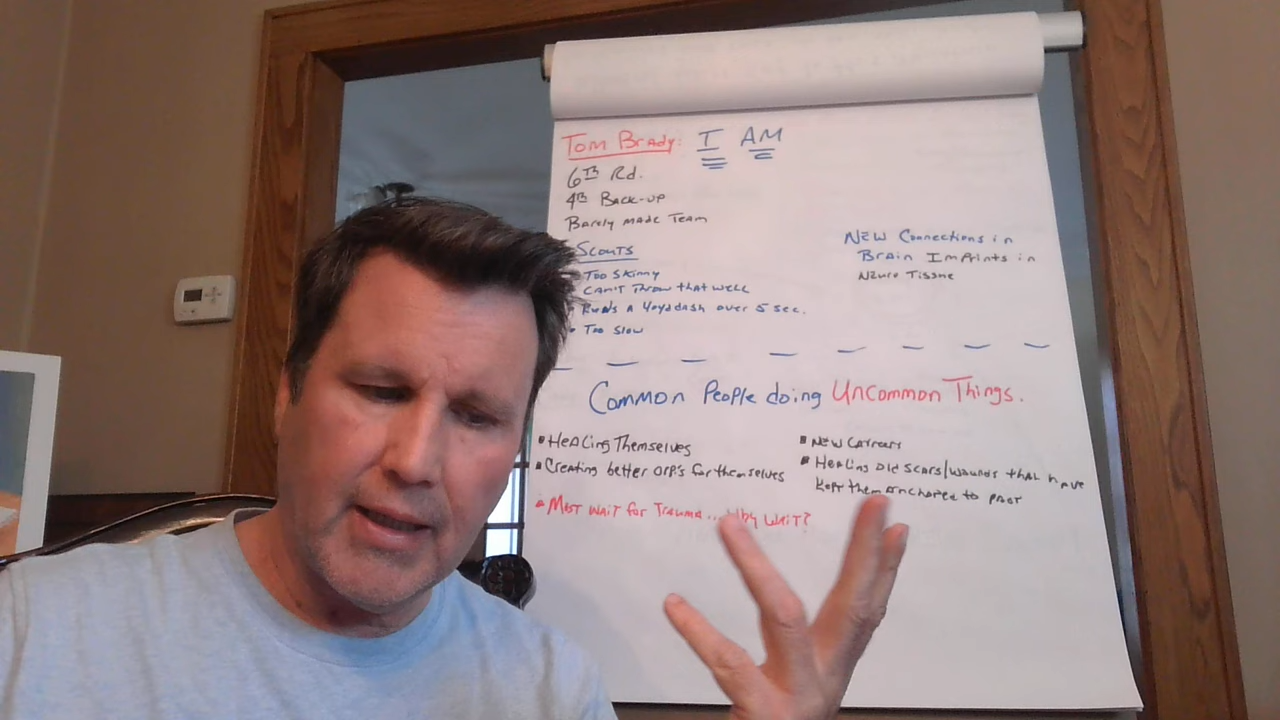 Tom Brady: I AM
6TH Rd.
4TH Back-up
Barely made Team
Scouts
Too Skinny
Can't Throw that well
Runs a 40yd dash over 5 sec.
Too Slow
New Connections in
Brain Imprints in
Neuro Tissue
Common People doing Uncommon Things.
Healing Themselves
Creating better opp's for themselves
Most wait for Trauma... Why Wait?
New Careers
Healing old scars/wounds that have
kept them anchored to past